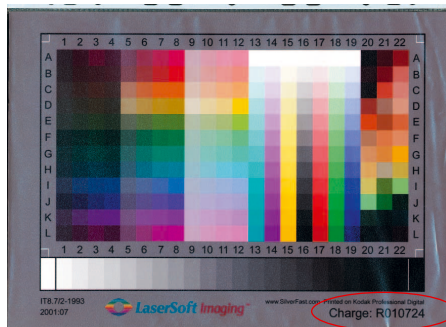 1 2 3 4 5 6 7 8 9 10 11 12 13 14 15 16 17 18 19 20 21 22
A A
B B
C C
D D
E E
F F
G G
H H
I I
J J
K K
L L
1 2 3 4 5 6 7 8 9 10 11 12 13 14 15 16 17 18 19 20 21 22
IT8.7/2-1993
2001:07
LaserSoft Imaging™
www.SilverFast.com · Printed on Kodak Professional Digital
Charge: R010724